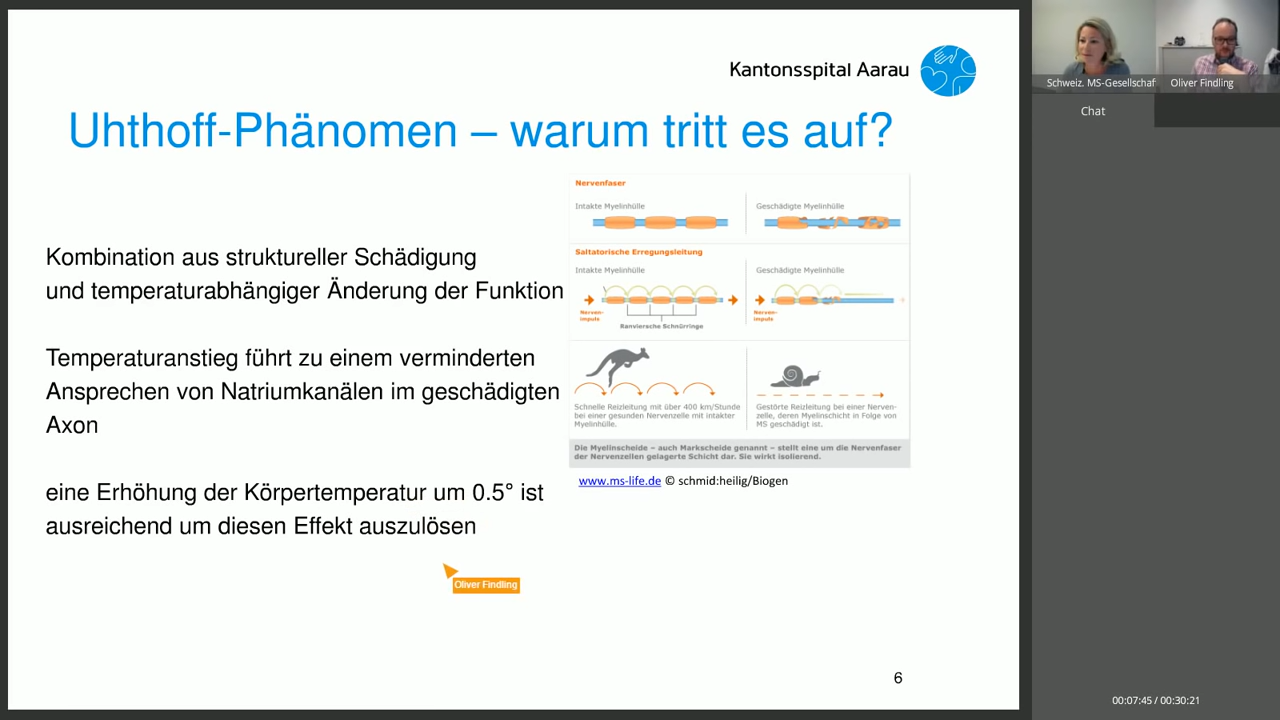 Kantonsspital Aarau
Uhthoff-Phänomen – warum tritt es auf?
Kombination aus struktureller Schädigung
und temperaturabhängiger Änderung der Funktion
Temperaturanstieg führt zu einem verminderten
Ansprechen von Natriumkanälen im geschädigten
Axon
eine Erhöhung der Körpertemperatur um 0.5° ist
ausreichend um diesen Effekt auszulösen
Nervenfaser
Intakte Myelinhülle
Geschädigte Myelinhülle
Saltatorische Erregungsleitung
Intakte Myelinhülle
Geschädigte Myelinhülle
Nerven-
impuls
Ranviersche Schnürringe
Nerven-
impuls
Schnelle Reizleitung mit über 400 km/Stunde
bei einer gesunden Nervenzelle mit intakter
Myelinhülle.
Gestörte Reizleitung bei einer Nerven-
zelle, deren Myelinschicht in Folge von
MS geschädigt ist.
Die Myelinscheide – auch Markscheide genannt – stellt eine um die Nervenfaser
der Nervenzellen gelagerte Schicht dar. Sie wirkt isolierend.
www.ms-life.de © schmid:heilig/Biogen
Oliver Findling
6
Schweiz. MS-Gesellschaf
Oliver Findling
Chat
00:07:45 / 00:30:21